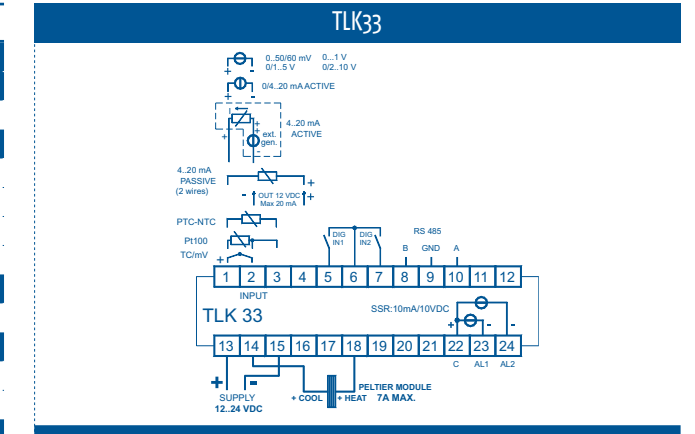 TLK33
0..50/60 mV 0...1 V
0/1..5 V 0/2..10 V
+ -
0/4..20 mA ACTIVE
+ -
4..20 mA
ACTIVE
+
+
+
ext.
gen.
-
4..20 mA
PASSIVE
(2 wires)
+
- OUT 12 VDC +
Max 20 mA
PTC-NTC
Pt100
TC/mV
+ -
DIG
IN1
DIG
IN2
RS 485
B GND A
1 2 3 4 5 6 7 8 9 10 11 12
INPUT
TLK 33
SSR:10mA/10VDC
+ - -
13 14 15 16 17 18 19 20 21 22 23 24
C AL1 AL2
+ -
SUPPLY
12..24 VDC
+ COOL
+ HEAT
PELTIER MODULE
7A MAX.